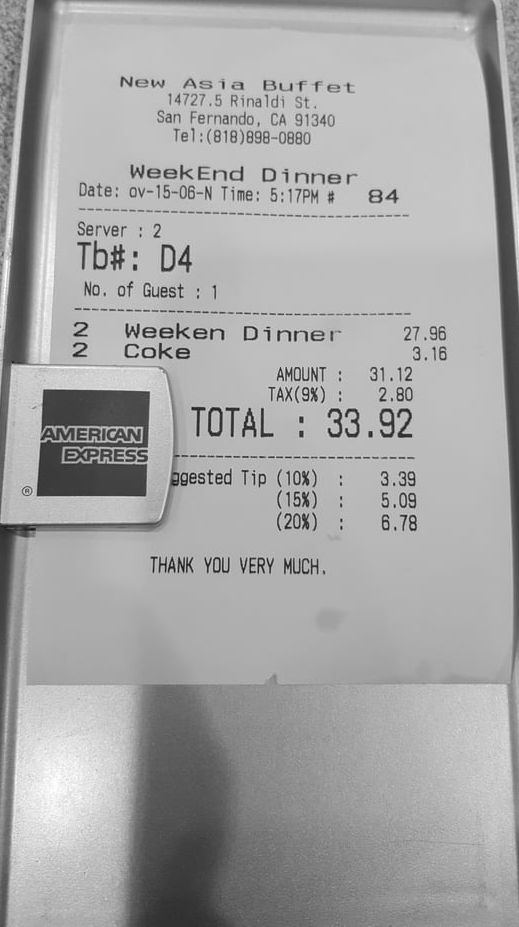 New Asia Buffet
14727.5 Rinaldi St.
San Fernando, CA 91340
Tel:(818)898-0880
WeekEnd Dinner
Date: ov-15-06-N Time: 5:17PM # 84
Server : 2
Tb#: D4
No. of Guest : 1
2 Weeken Dinner 27.96
2 Coke 3.16
AMOUNT : 31.12
TAX(9%) : 2.80
TOTAL : 33.92
ggested Tip (10%) : 3.39
(15%) : 5.09
(20%) : 6.78
THANK YOU VERY MUCH.
AMERICAN
EXPRESS
®